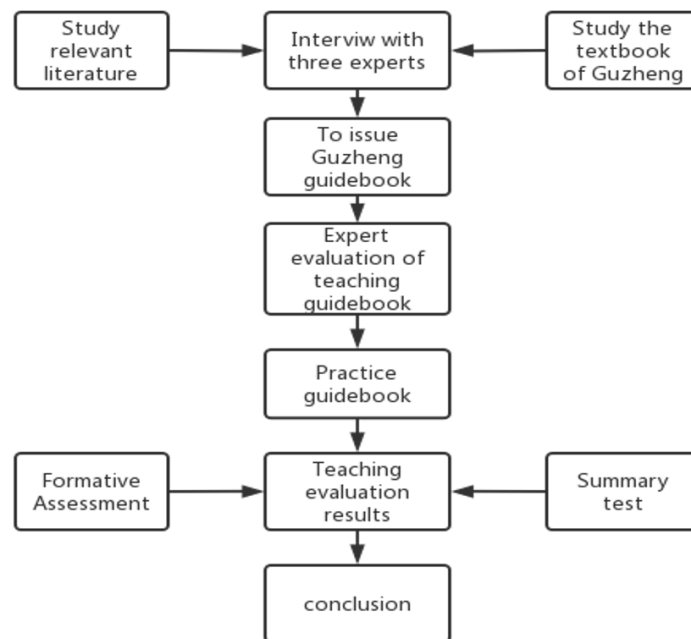 Study
relevant
literature
Interviw with
three experts
Study the
textbook
of Guzheng
To issue
Guzheng
guidebook
Expert
evaluation of
teaching
guidebook
Practice
guidebook
Formative
Assessment
Teaching
evaluation
results
Summary
test
conclusion